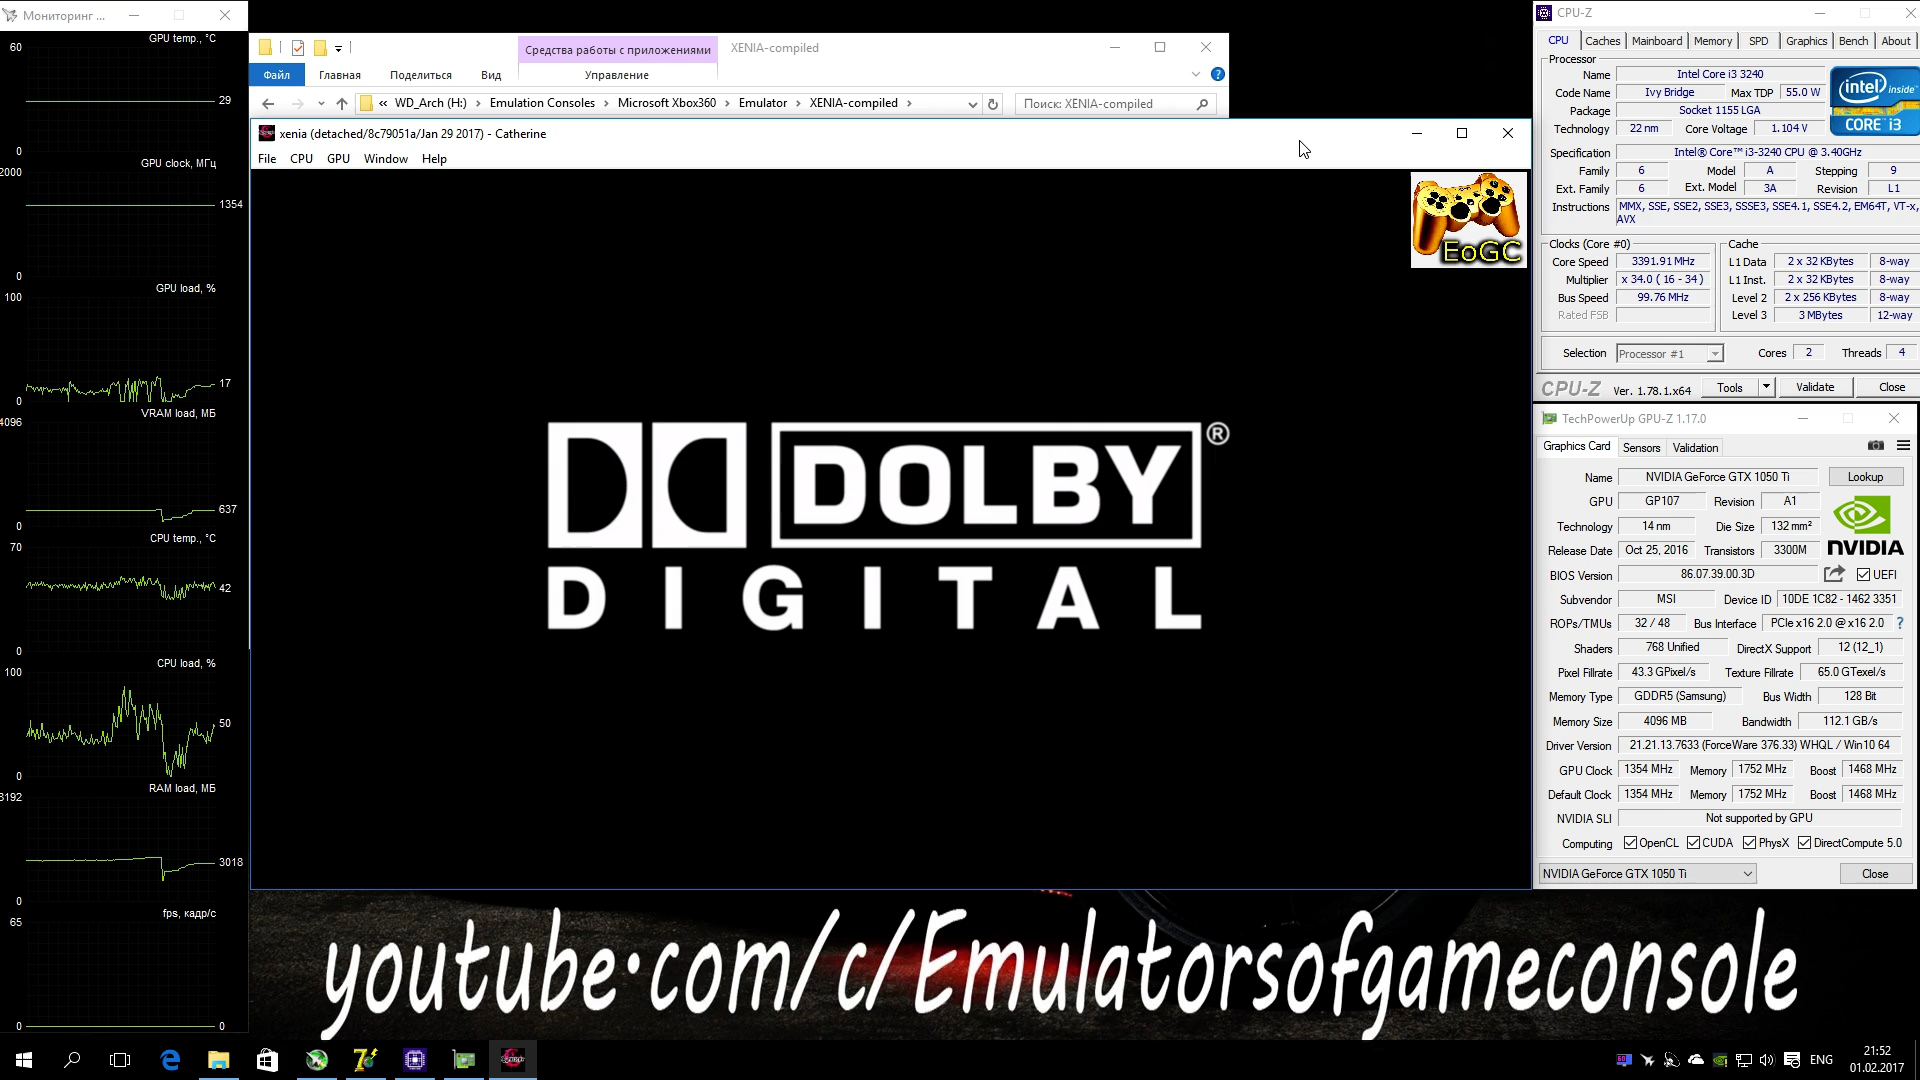 Мониторинг ...
GPU temp., °C
60
29
0
GPU clock, МГц
2000
1354
0
GPU load, %
100
17
0
VRAM load, МБ
4096
637
0
CPU temp., °C
70
42
0
CPU load, %
100
50
0
RAM load, МБ
8192
3018
0
fps, кадр/с
65
0
0
Средства работы с приложениями
XENIA-compiled
Файл
Главная
Поделиться
Вид
Управление
« WD_Arch (H:) › Emulation Consoles › Microsoft Xbox360 › Emulator › XENIA-compiled ›
Поиск: XENIA-compiled
xenia (detached/8c79051a/Jan 29 2017) - Catherine
File CPU GPU Window Help
EoGC
DOLBY ®
DIGITAL
CPU-Z
CPU Caches Mainboard Memory SPD Graphics Bench About
Processor
Name Intel Core i3 3240
Code Name Ivy Bridge Max TDP 55.0 W
Package Socket 1155 LGA
Technology 22 nm Core Voltage 1.104 V
intel inside™
CORE i3
Specification Intel® Core™ i3-3240 CPU @ 3.40GHz
Family 6 Model A Stepping 9
Ext. Family 6 Ext. Model 3A Revision L1
Instructions MMX, SSE, SSE2, SSE3, SSSE3, SSE4.1, SSE4.2, EM64T, VT-x,
AVX
Clocks (Core #0)
Core Speed 3391.91 MHz
Multiplier x 34.0 ( 16 - 34 )
Bus Speed 99.76 MHz
Rated FSB
Cache
L1 Data 2 x 32 KBytes 8-way
L1 Inst. 2 x 32 KBytes 8-way
Level 2 2 x 256 KBytes 8-way
Level 3 3 MBytes 12-way
Selection Processor #1 Cores 2 Threads 4
CPU-Z Ver. 1.78.1.x64 Tools Validate Close
TechPowerUp GPU-Z 1.17.0
Graphics Card Sensors Validation
Name NVIDIA GeForce GTX 1050 Ti Lookup
GPU GP107 Revision A1
Technology 14 nm Die Size 132 mm²
Release Date Oct 25, 2016 Transistors 3300M
NVIDIA
BIOS Version 86.07.39.00.3D UEFI
Subvendor MSI Device ID 10DE 1C82 - 1462 3351
ROPs/TMUs 32 / 48 Bus Interface PCIe x16 2.0 @ x16 2.0 ?
Shaders 768 Unified DirectX Support 12 (12_1)
Pixel Fillrate 43.3 GPixel/s Texture Fillrate 65.0 GTexel/s
Memory Type GDDR5 (Samsung) Bus Width 128 Bit
Memory Size 4096 MB Bandwidth 112.1 GB/s
Driver Version 21.21.13.7633 (ForceWare 376.33) WHQL / Win10 64
GPU Clock 1354 MHz Memory 1752 MHz Boost 1468 MHz
Default Clock 1354 MHz Memory 1752 MHz Boost 1468 MHz
NVIDIA SLI Not supported by GPU
Computing OpenCL CUDA PhysX DirectCompute 5.0
NVIDIA GeForce GTX 1050 Ti Close
youtube.com/c/Emulatorsofgameconsole
ENG
21:52
01.02.2017